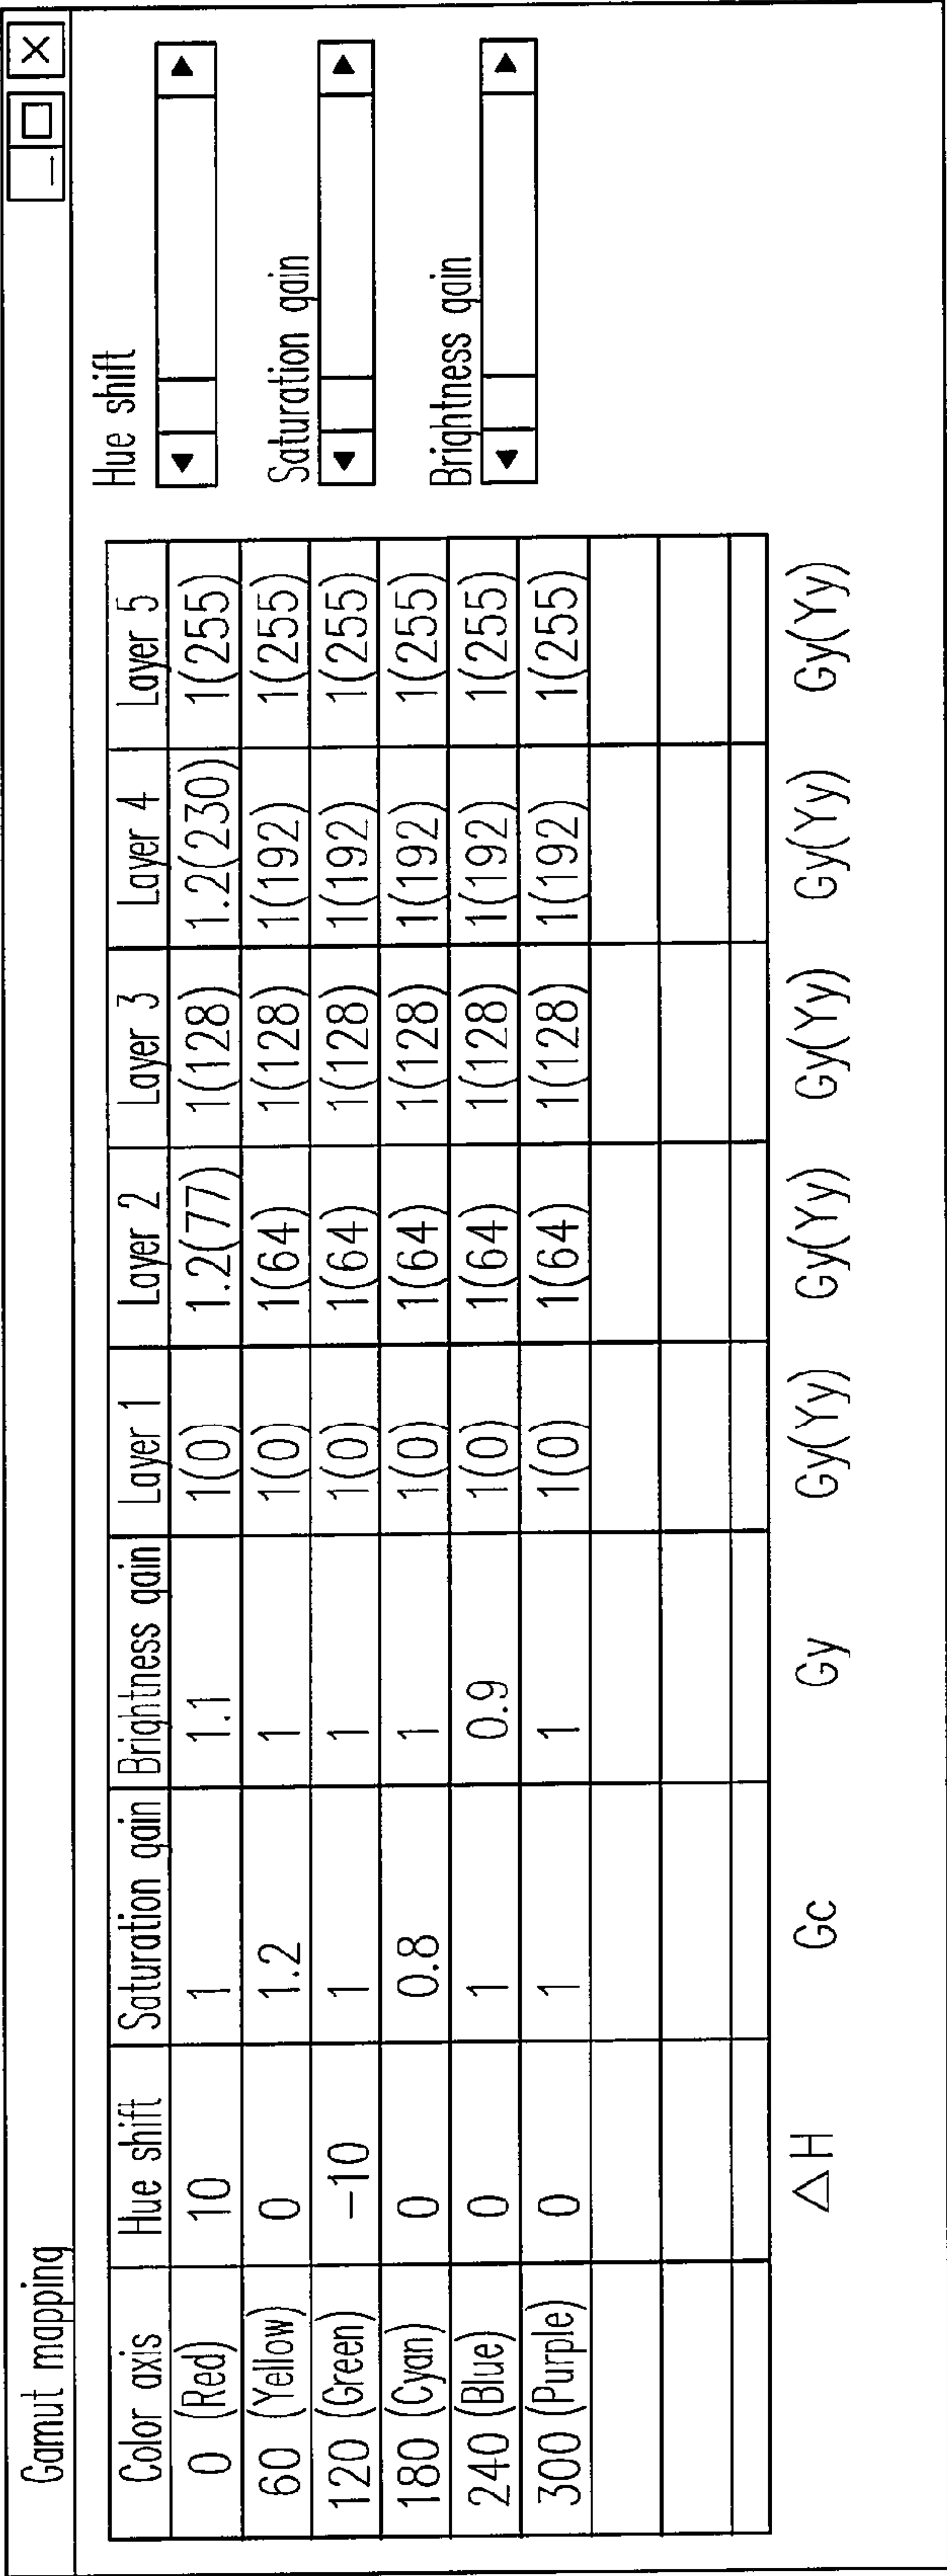 Gamut mapping
Color axis Hue shift Saturation gain Brightness gain Layer 1 Layer 2 Layer 3 Layer 4 Layer 5
0 (Red) 10 1 1.1 1(0) 1.2(77) 1(128) 1.2(230) 1(255)
60 (Yellow) 0 1.2 1 1(0) 1(64) 1(128) 1(192) 1(255)
120 (Green) −10 1 1 1(0) 1(64) 1(128) 1(192) 1(255)
180 (Cyan) 0 0.8 1 1(0) 1(64) 1(128) 1(192) 1(255)
240 (Blue) 0 1 0.9 1(0) 1(64) 1(128) 1(192) 1(255)
300 (Purple) 0 1 1 1(0) 1(64) 1(128) 1(192) 1(255)
△H Gc Gy Gy(Yy) Gy(Yy) Gy(Yy) Gy(Yy) Gy(Yy)
Hue shift
Saturation gain
Brightness gain